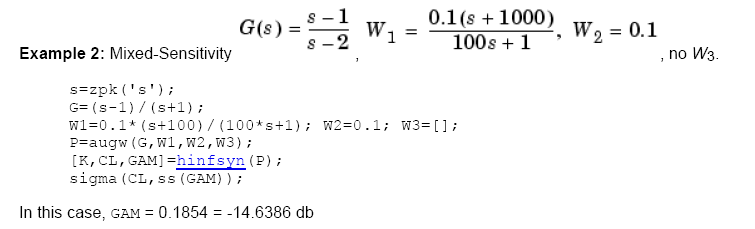 Example 2: Mixed-Sensitivity G(s) = \frac{s-1}{s-2}, W_1 = \frac{0.1(s+1000)}{100s+1}, W_2 = 0.1, no W3.
s=zpk('s');
G=(s-1)/(s+1);
W1=0.1*(s+100)/(100*s+1); W2=0.1; W3=[];
P=augw(G,W1,W2,W3);
[K,CL,GAM]=hinfsyn(P);
sigma(CL,ss(GAM));
In this case, GAM = 0.1854 = -14.6386 db